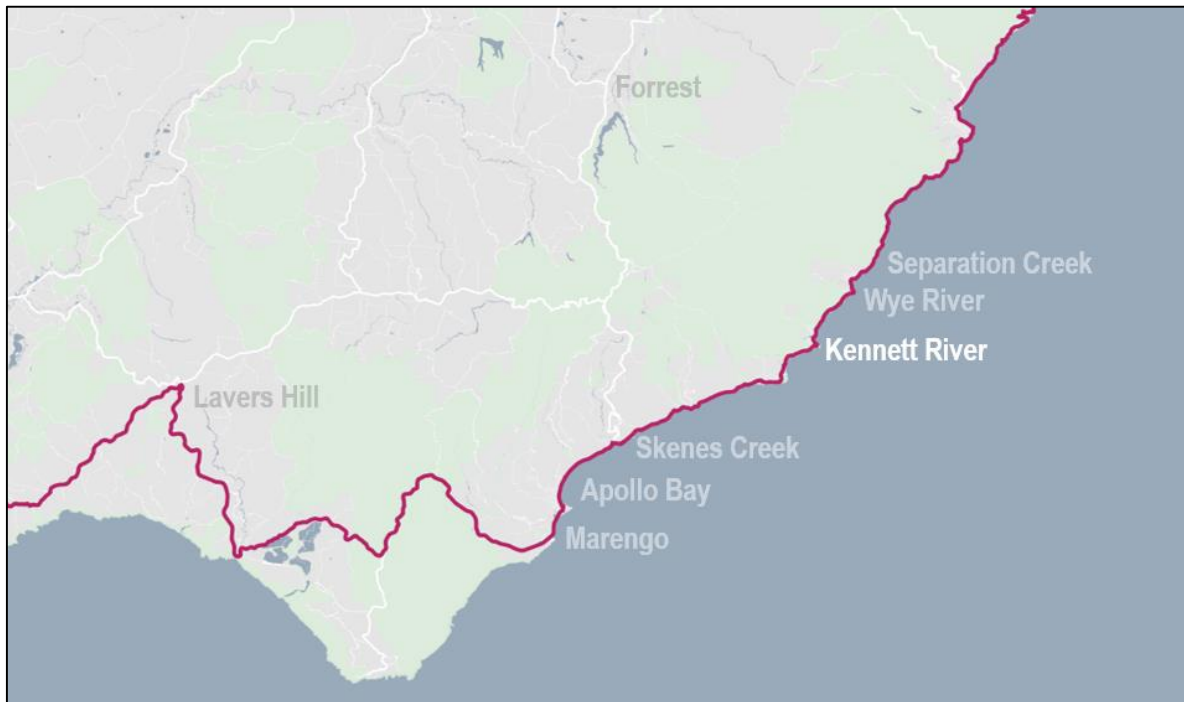 Forrest
Separation Creek
Wye River
Kennett River
Lavers Hill
Skenes Creek
Apollo Bay
Marengo